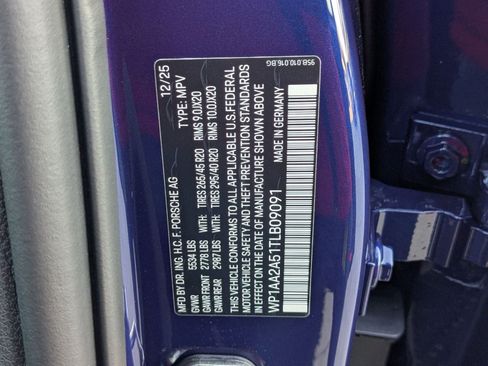 MFD BY DR. ING. H.C. F. PORSCHE AG 12/25
GVWR 5534 LBS TYPE: MPV
GAWR FRONT 2778 LBS WITH TIRES 265/45 R20 RIMS 9.0JX20
GAWR REAR 2987 LBS WITH TIRES 295/40 R20 RIMS 10.0JX20
THIS VEHICLE CONFORMS TO ALL APPLICABLE U.S. FEDERAL
MOTOR VEHICLE SAFETY AND THEFT PREVENTION STANDARDS
IN EFFECT ON THE DATE OF MANUFACTURE SHOWN ABOVE
WP1AA2A51TLB09091 MADE IN GERMANY
95B.010.016.BG